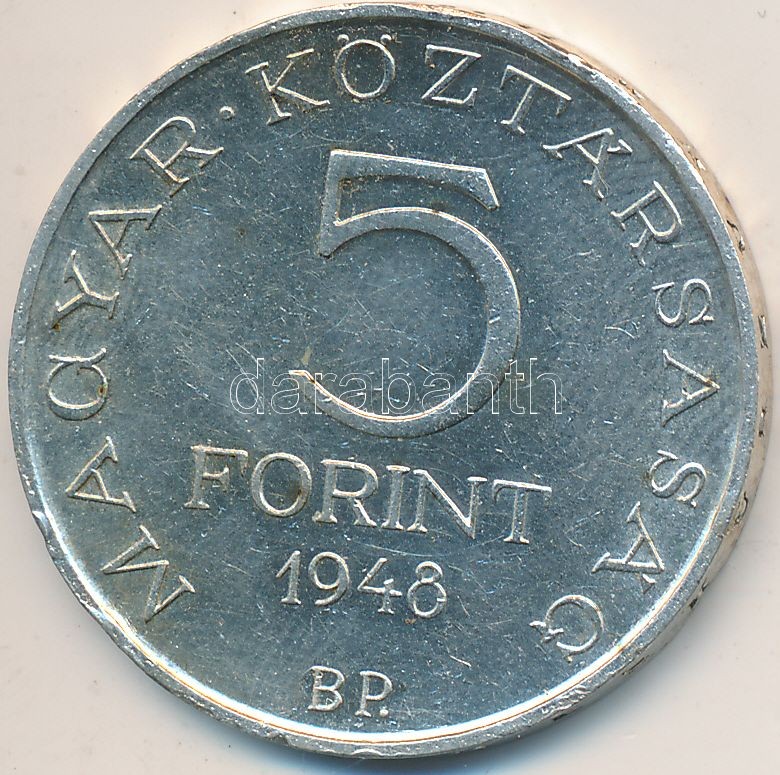 MAGYAR · KÖZTÁRSASÁG
5
darabanth
FORINT
1948
BP.